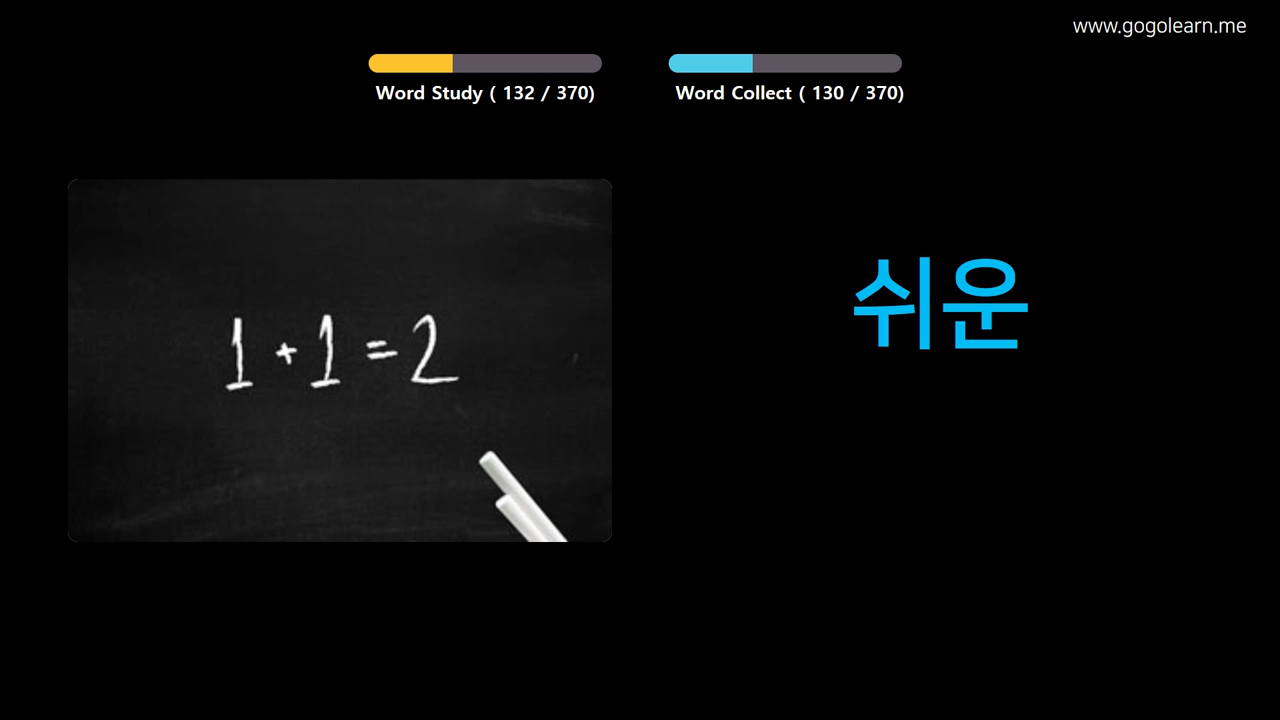 www.gogolearn.me
Word Study ( 132 / 370)
Word Collect ( 130 / 370)
1 + 1 = 2
쉬운